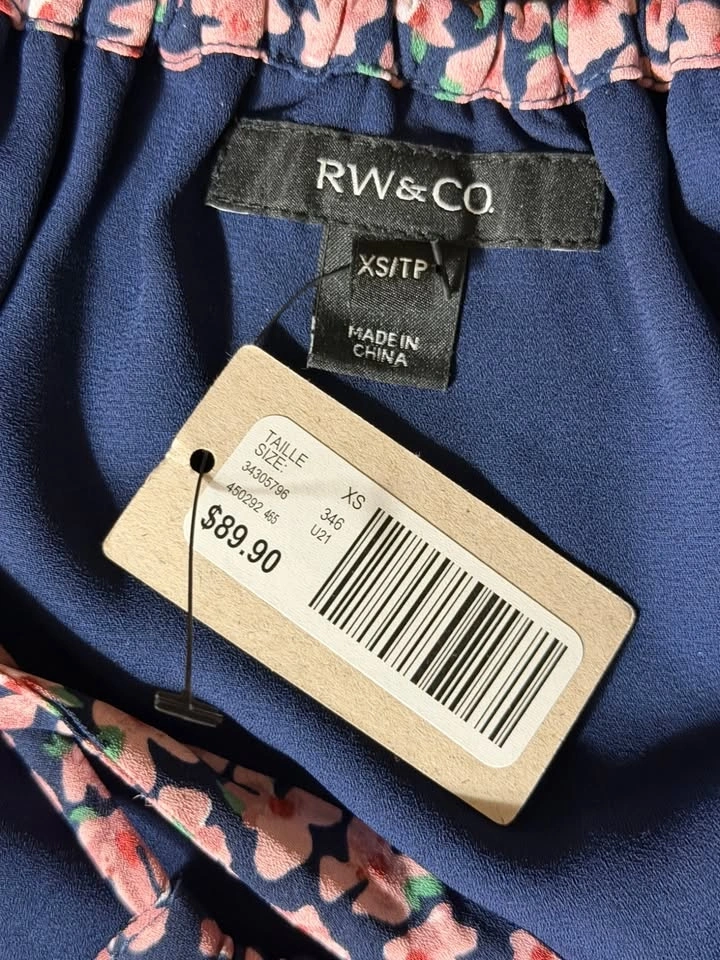 RW&CO.
XS/TP
MADE IN
CHINA
TAILLE
SIZE: XS
34305796 346
450292 465 U21
$89.90